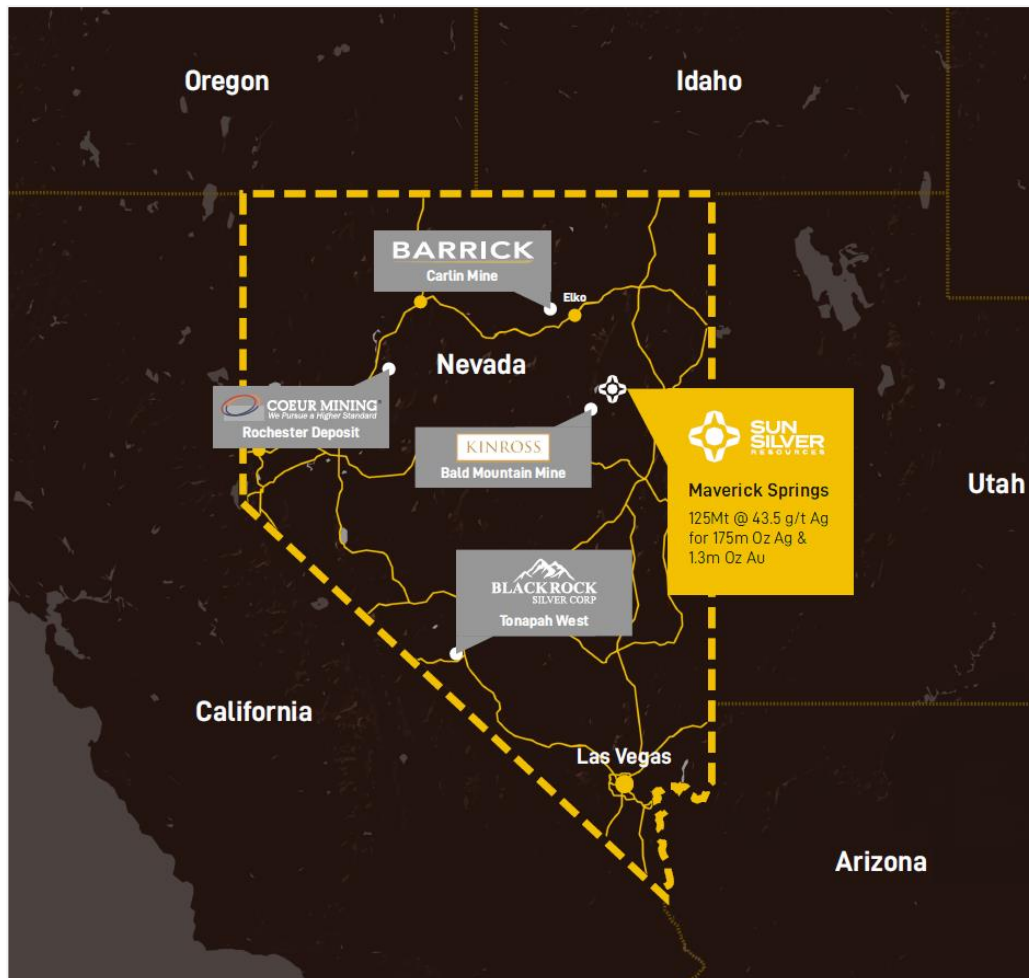 Oregon
Idaho
BARRICK
Carlin Mine
Elko
Nevada
COEUR MINING®
We Pursue a Higher Standard
Rochester Deposit
KINROSS
Bald Mountain Mine
SUN
SILVER
RESOURCES
Maverick Springs
125Mt @ 43.5 g/t Ag
for 175m Oz Ag &
1.3m Oz Au
Utah
BLACKROCK
SILVER CORP
Tonapah West
California
Las Vegas
Arizona